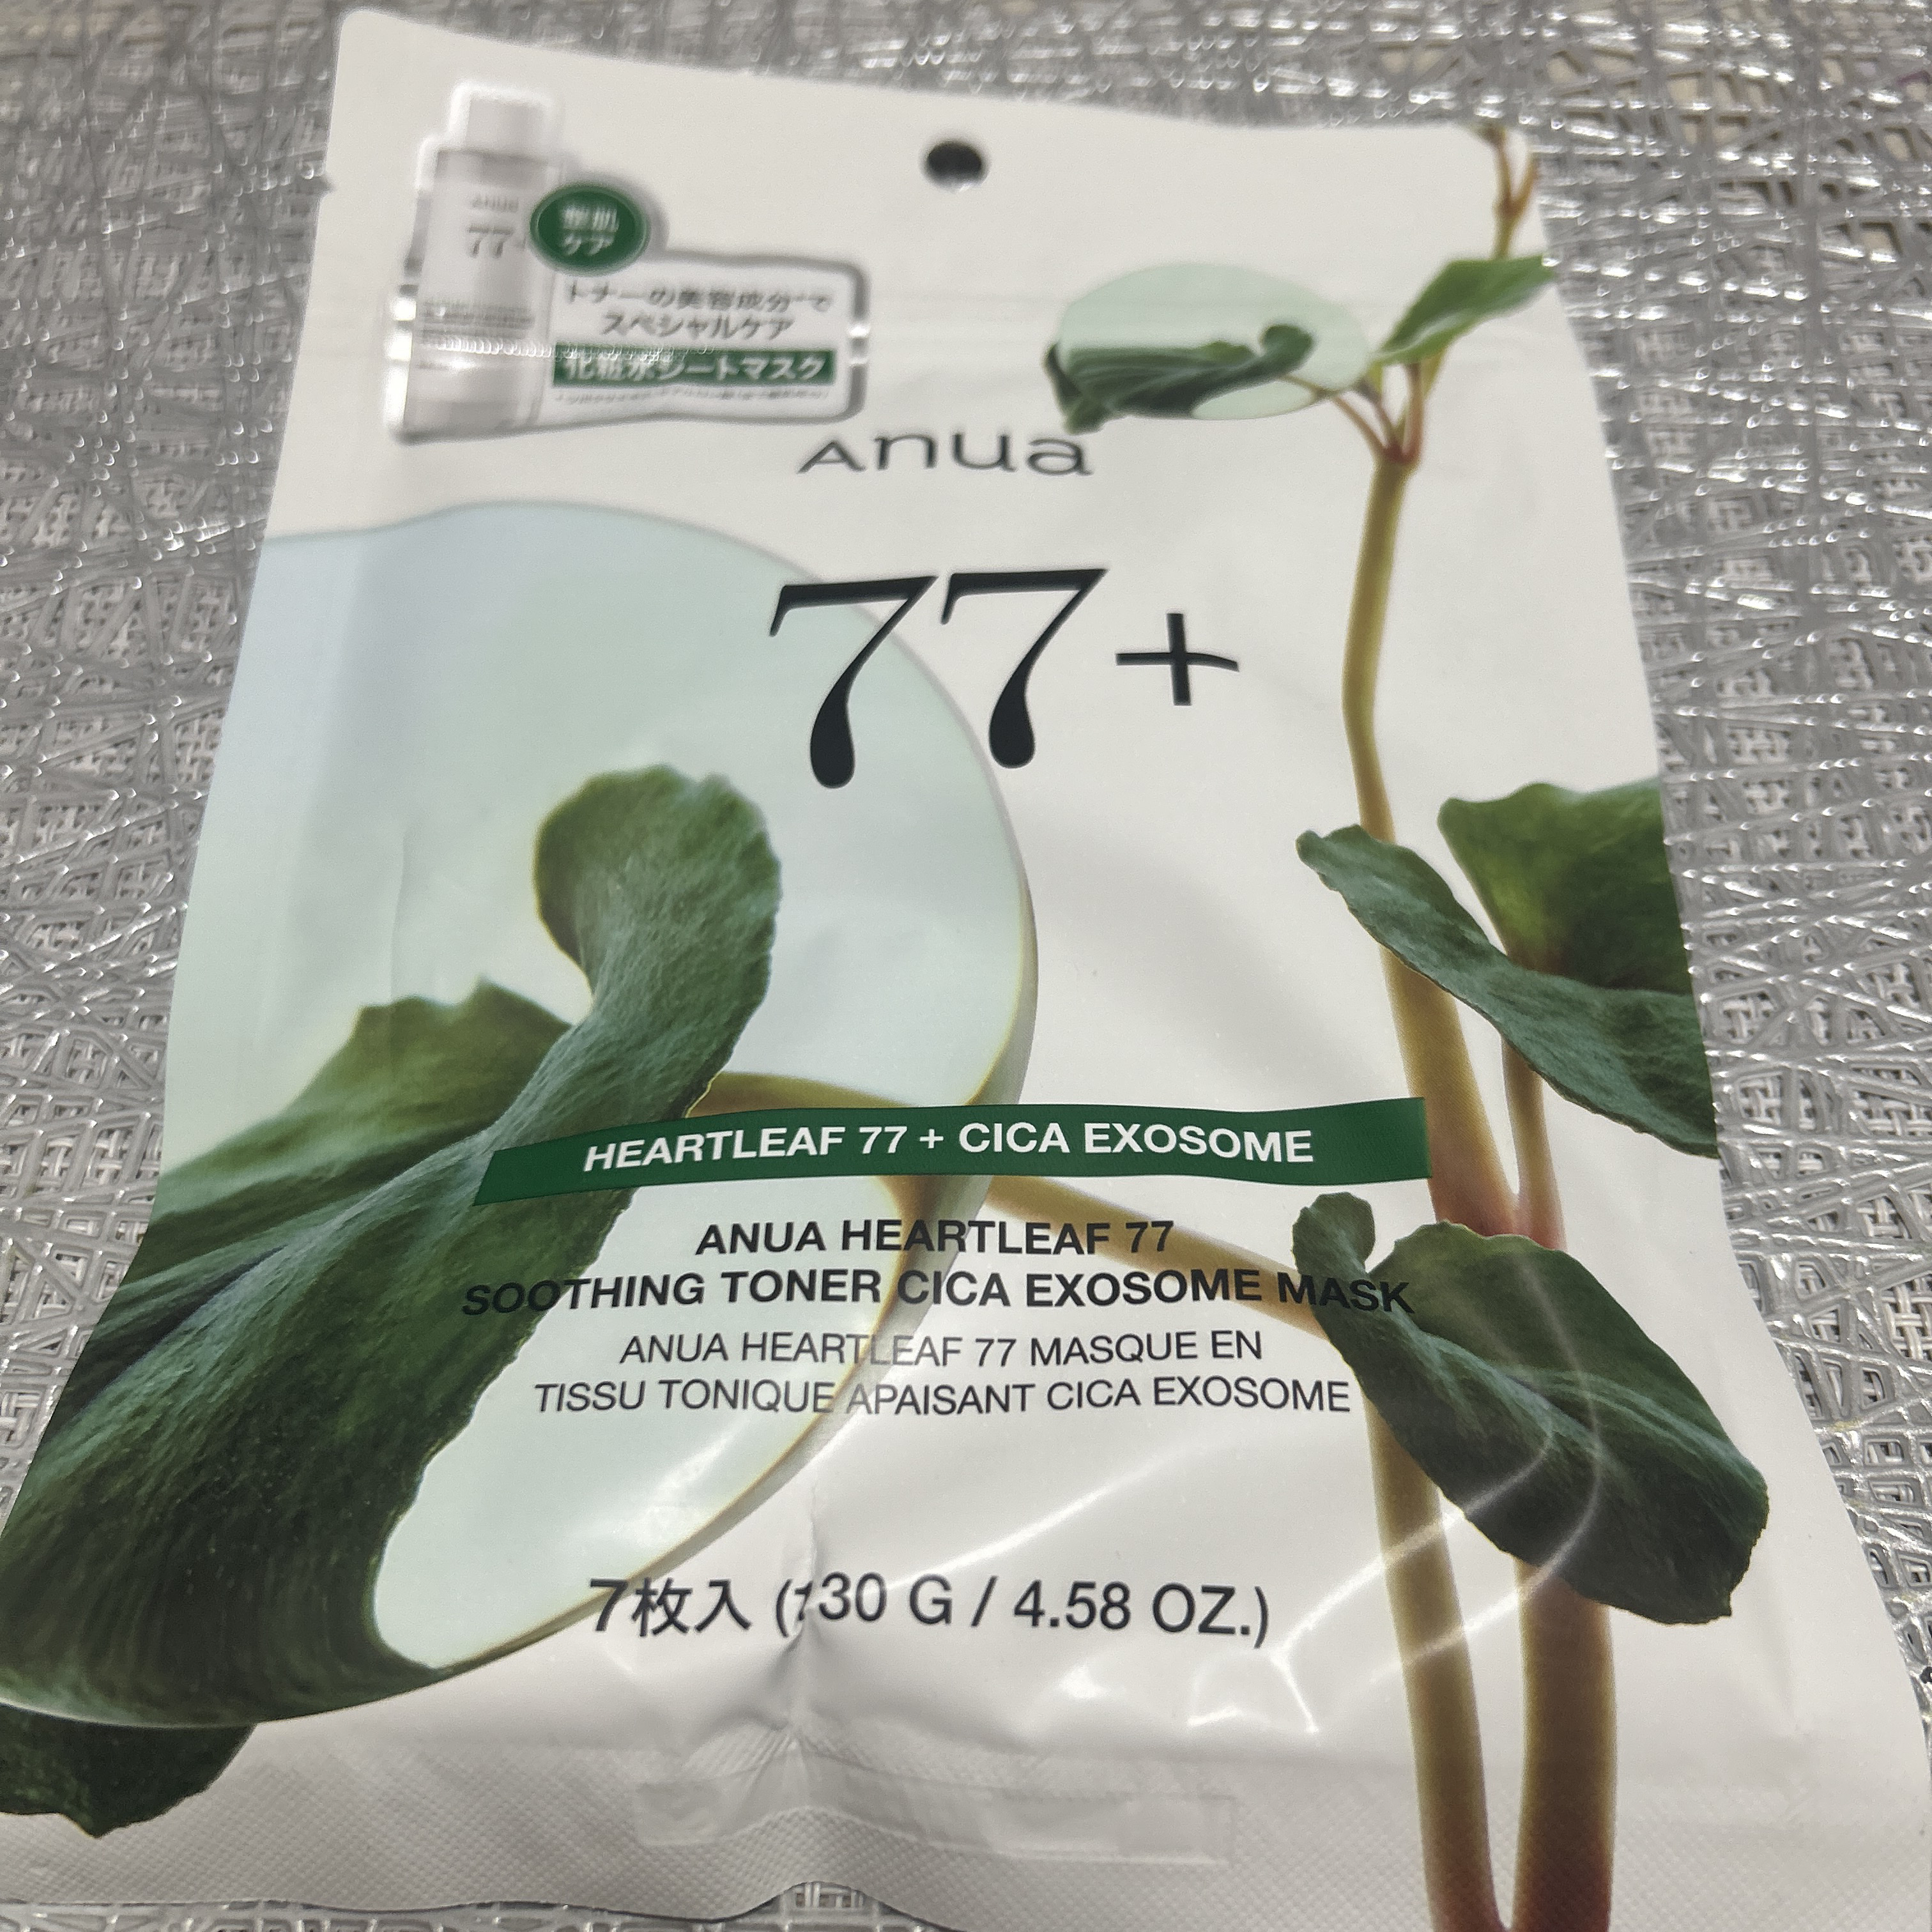 ANUA
77+
整肌
ケア
トナーの美容成分*で
スペシャルケア
化粧水シートマスク
Anua
77+
HEARTLEAF 77 + CICA EXOSOME
ANUA HEARTLEAF 77
SOOTHING TONER CICA EXOSOME MASK
ANUA HEARTLEAF 77 MASQUE EN
TISSU TONIQUE APAISANT CICA EXOSOME
7枚入 (130 G / 4.58 OZ.)